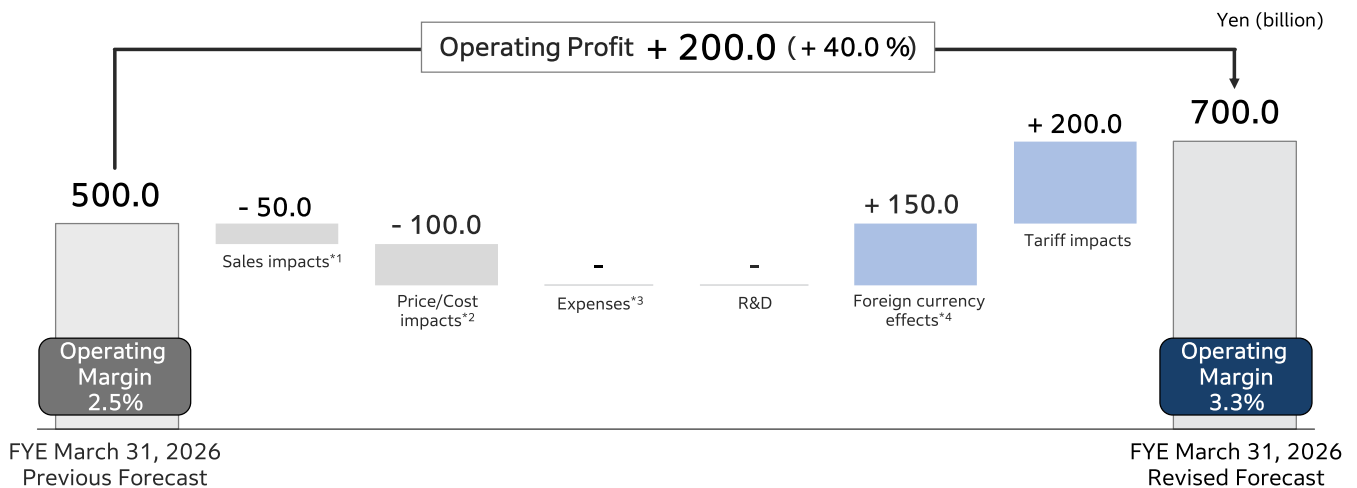 Yen (billion)
Operating Profit + 200.0 ( + 40.0 %)
500.0
- 50.0
Sales impacts*1
- 100.0
Price/Cost
impacts*2
-
Expenses*3
-
R&D
+ 150.0
Foreign currency
effects*4
+ 200.0
Tariff impacts
700.0
Operating
Margin
2.5%
Operating
Margin
3.3%
FYE March 31, 2026
Previous Forecast
FYE March 31, 2026
Revised Forecast